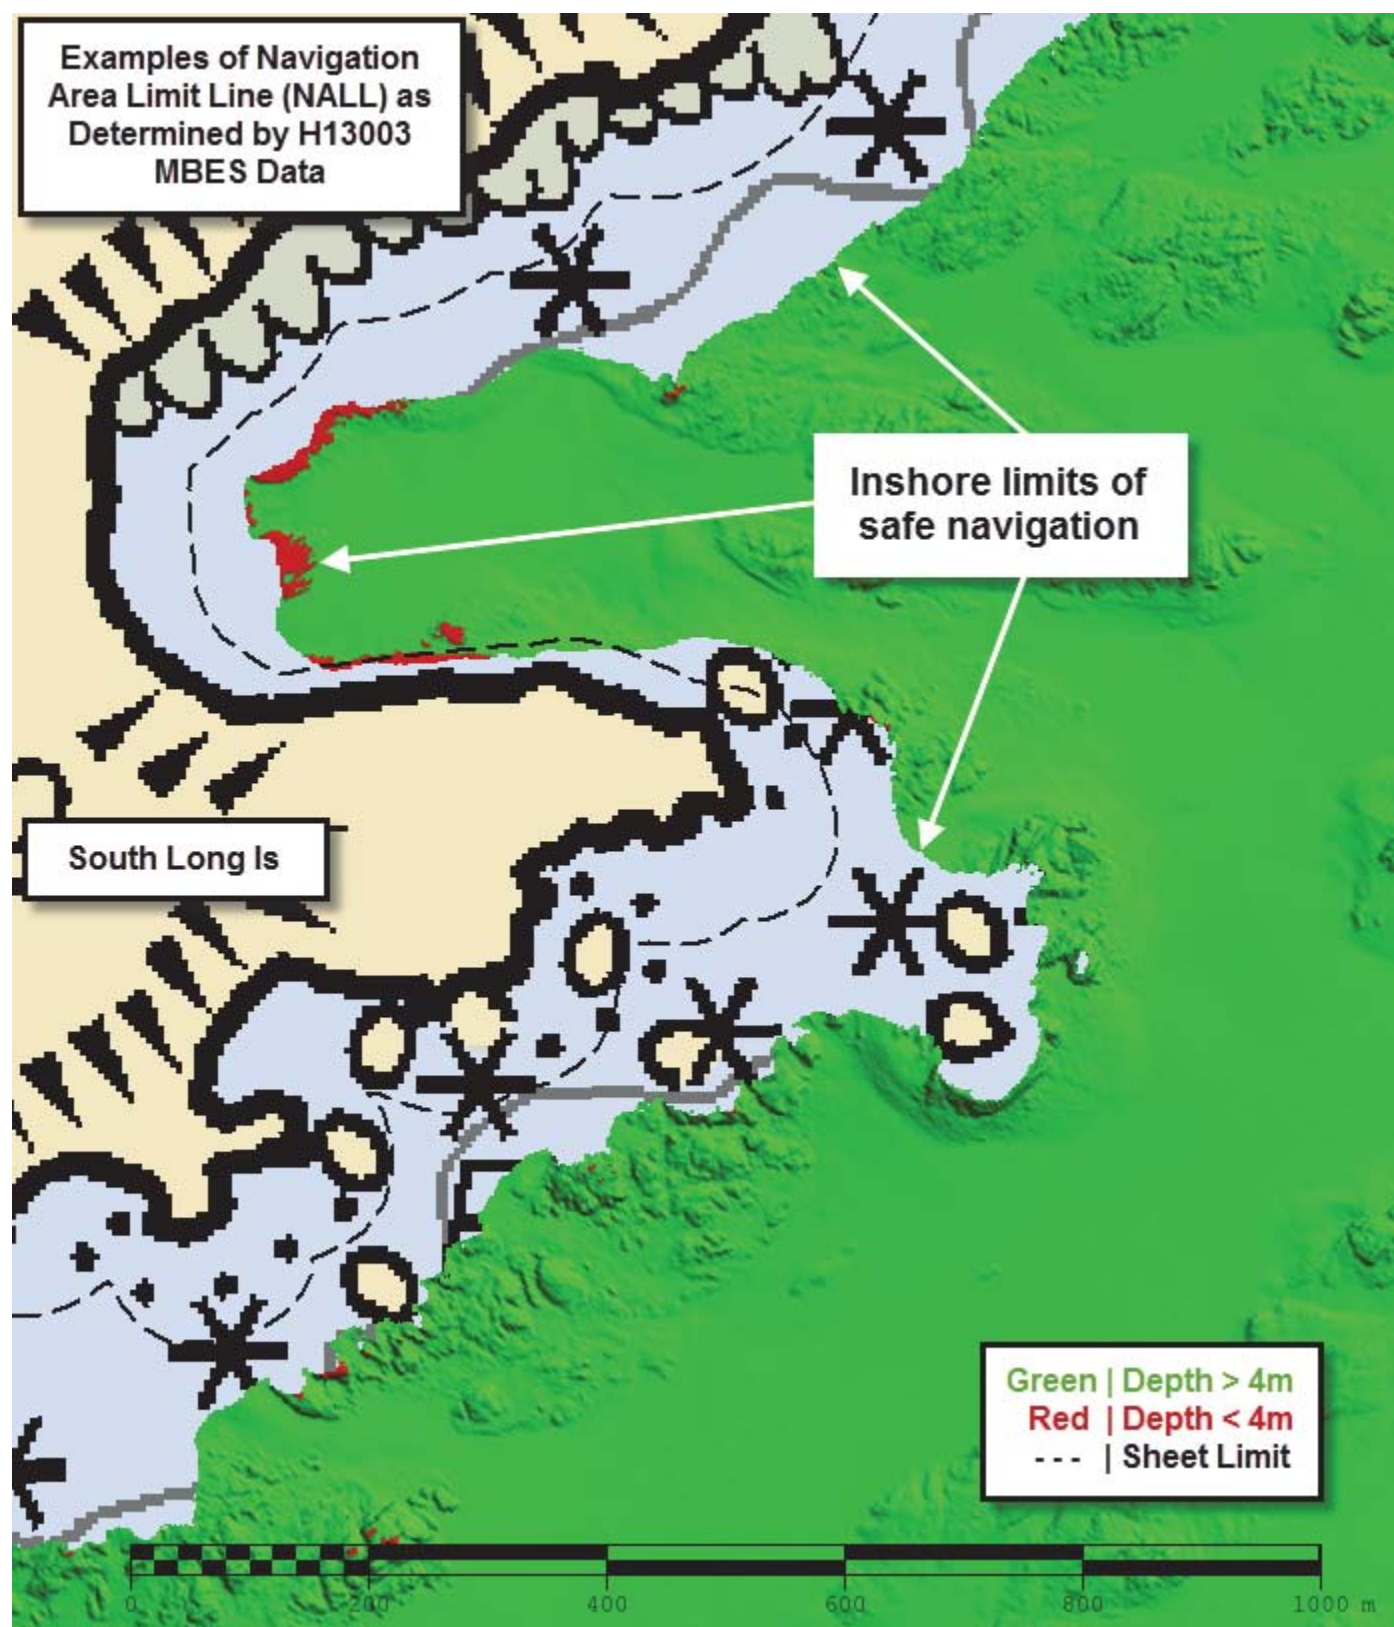 Examples of Navigation
Area Limit Line (NALL) as
Determined by H13003
MBES Data
Inshore limits of
safe navigation
South Long Is
Green | Depth > 4m
Red | Depth < 4m
--- | Sheet Limit
0 200 400 600 800 1000 m